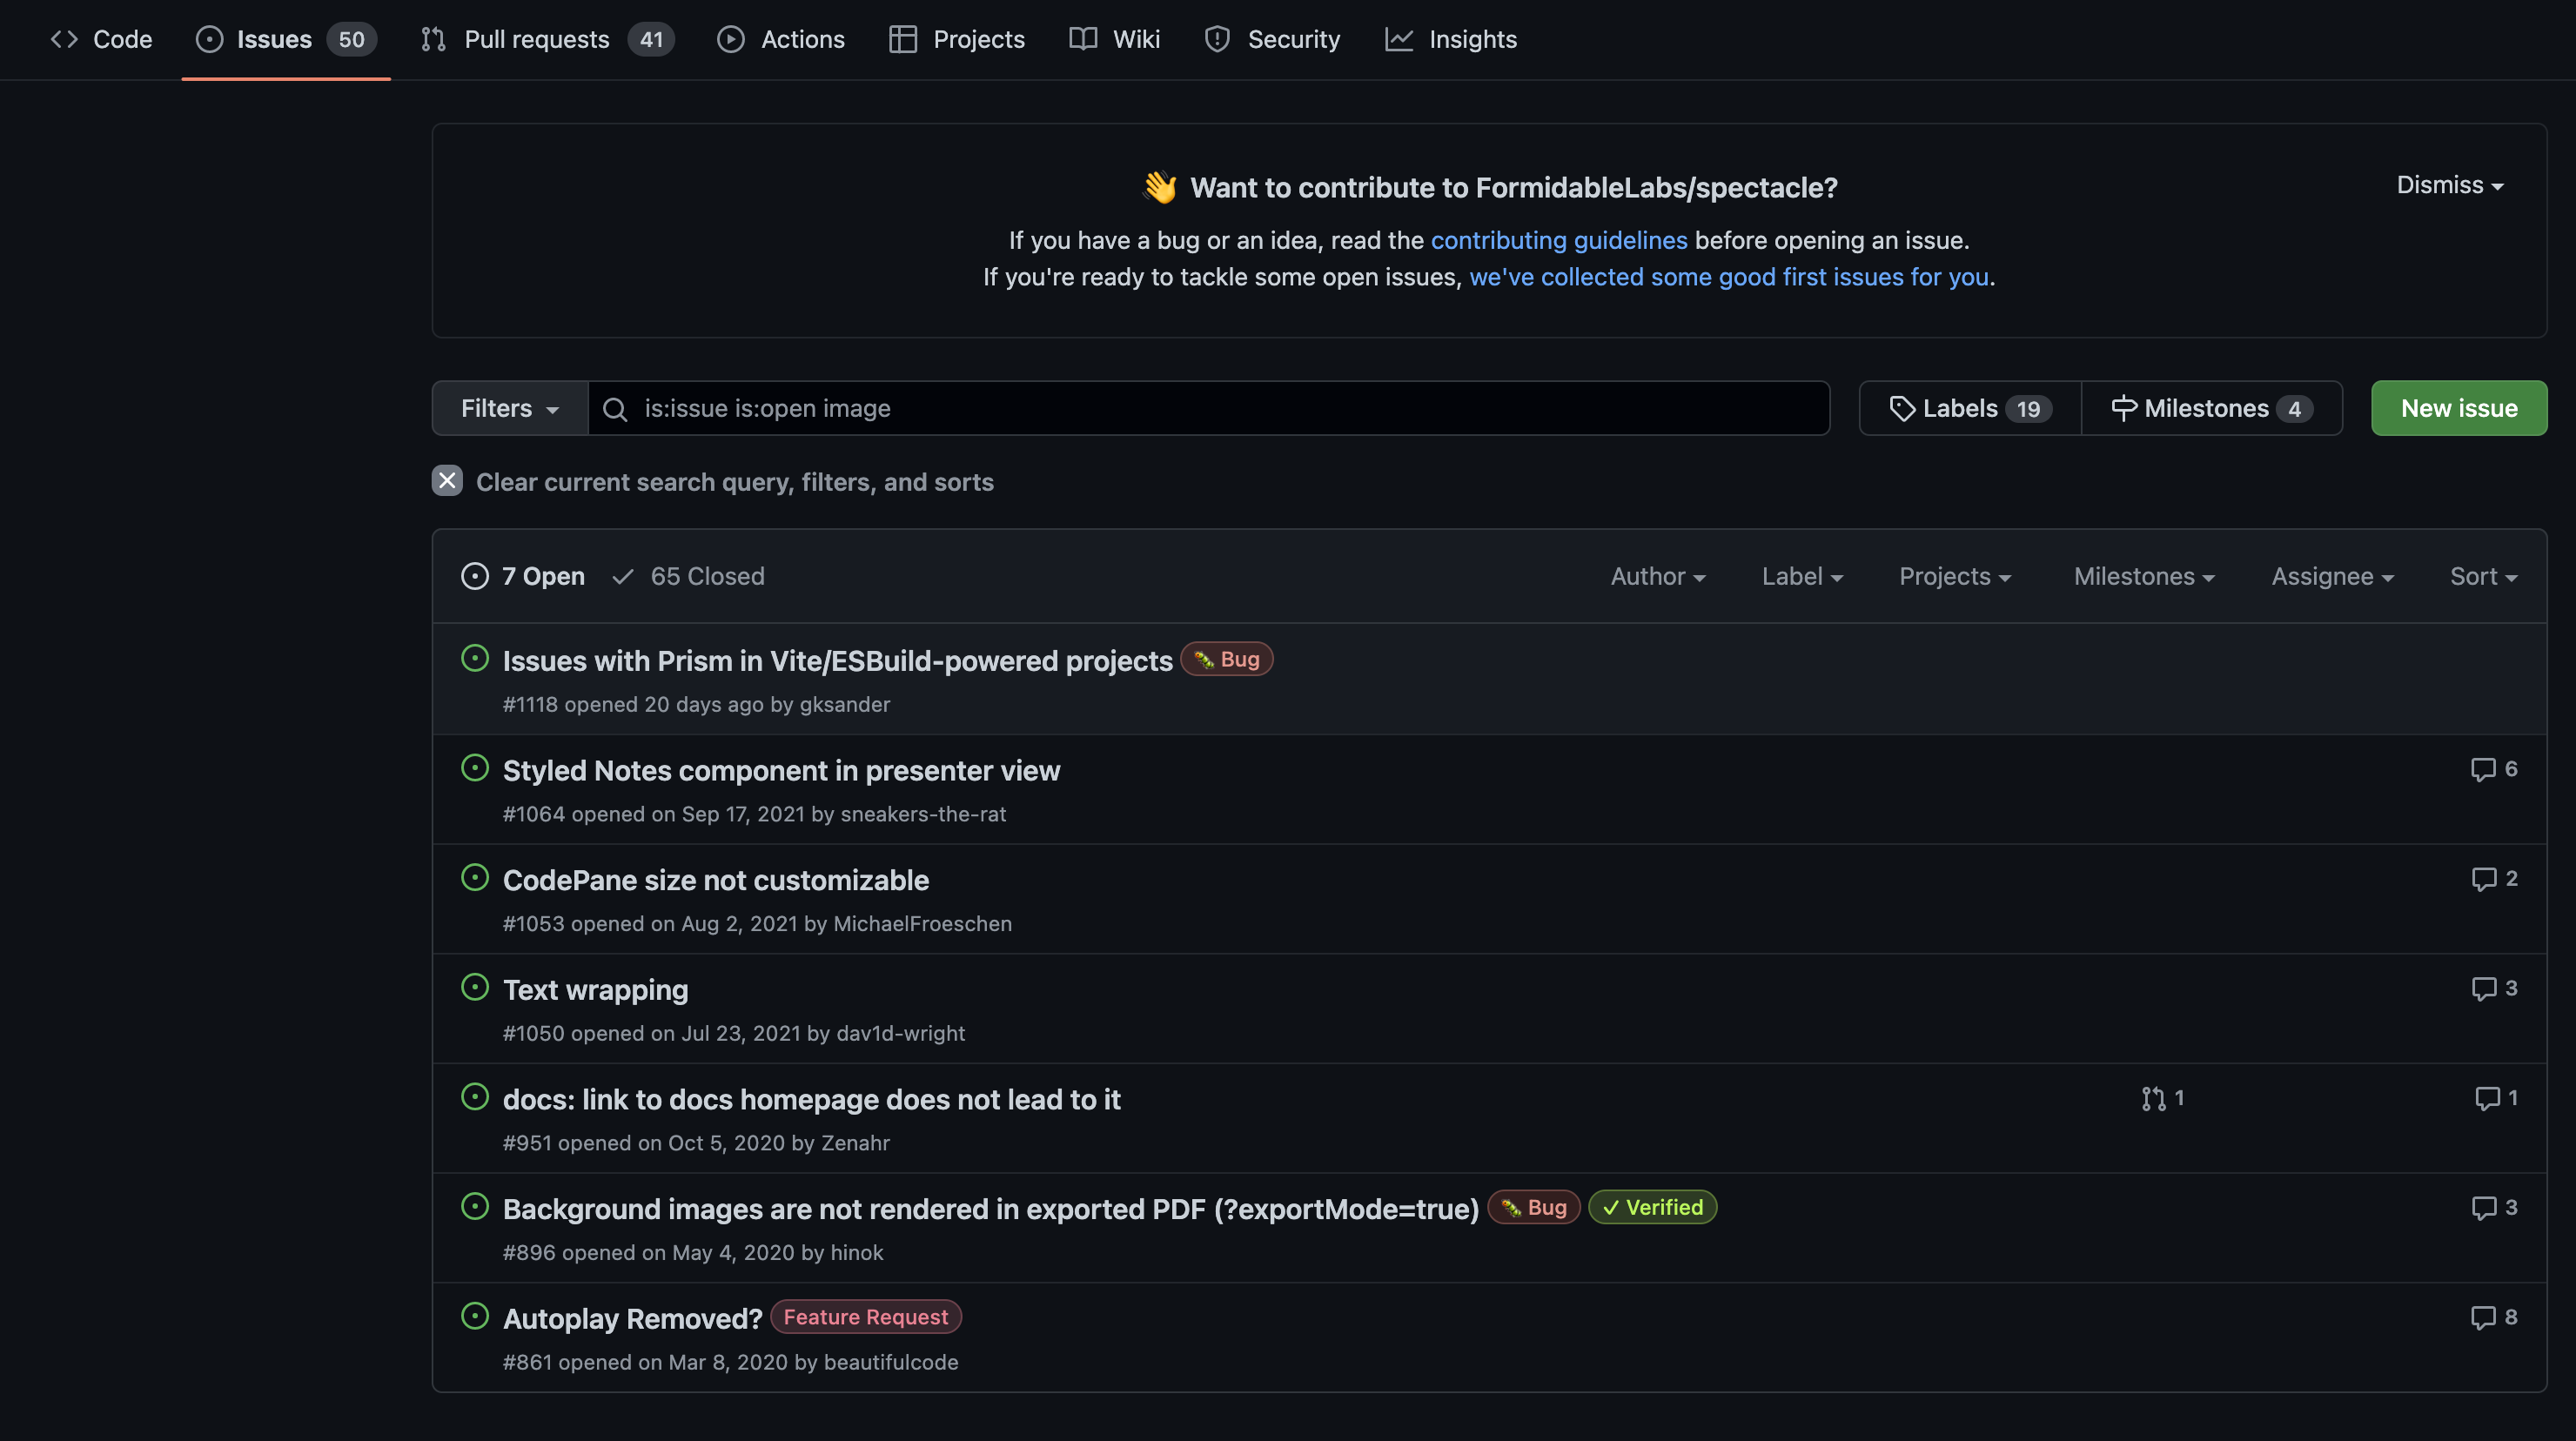 Code Issues 50 Pull requests 41 Actions Projects Wiki Security Insights
Want to contribute to FormidableLabs/spectacle?
Dismiss
If you have a bug or an idea, read the contributing guidelines before opening an issue.
If you're ready to tackle some open issues, we've collected some good first issues for you.
Filters is:issue is:open image Labels 19 Milestones 4 New issue
Clear current search query, filters, and sorts
7 Open 65 Closed Author Label Projects Milestones Assignee Sort
Issues with Prism in Vite/ESBuild-powered projects Bug
#1118 opened 20 days ago by gksander
Styled Notes component in presenter view 6
#1064 opened on Sep 17, 2021 by sneakers-the-rat
CodePane size not customizable 2
#1053 opened on Aug 2, 2021 by MichaelFroeschen
Text wrapping 3
#1050 opened on Jul 23, 2021 by dav1d-wright
docs: link to docs homepage does not lead to it 1 1
#951 opened on Oct 5, 2020 by Zenahr
Background images are not rendered in exported PDF (?exportMode=true) Bug ✓ Verified 3
#896 opened on May 4, 2020 by hinok
Autoplay Removed? Feature Request 8
#861 opened on Mar 8, 2020 by beautifulcode